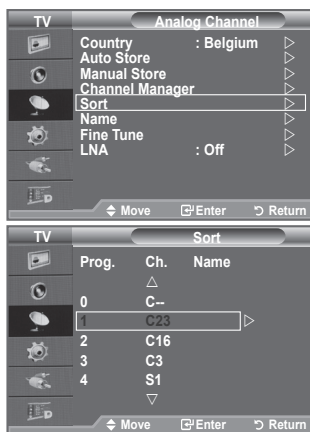 TV Analog Channel
Country : Belgium
Auto Store
Manual Store
Channel Manager
Sort
Name
Fine Tune
LNA : Off
Move Enter Return
TV Sort
Prog. Ch. Name
0 C--
1 C23
2 C16
3 C3
4 S1
Move Enter Return